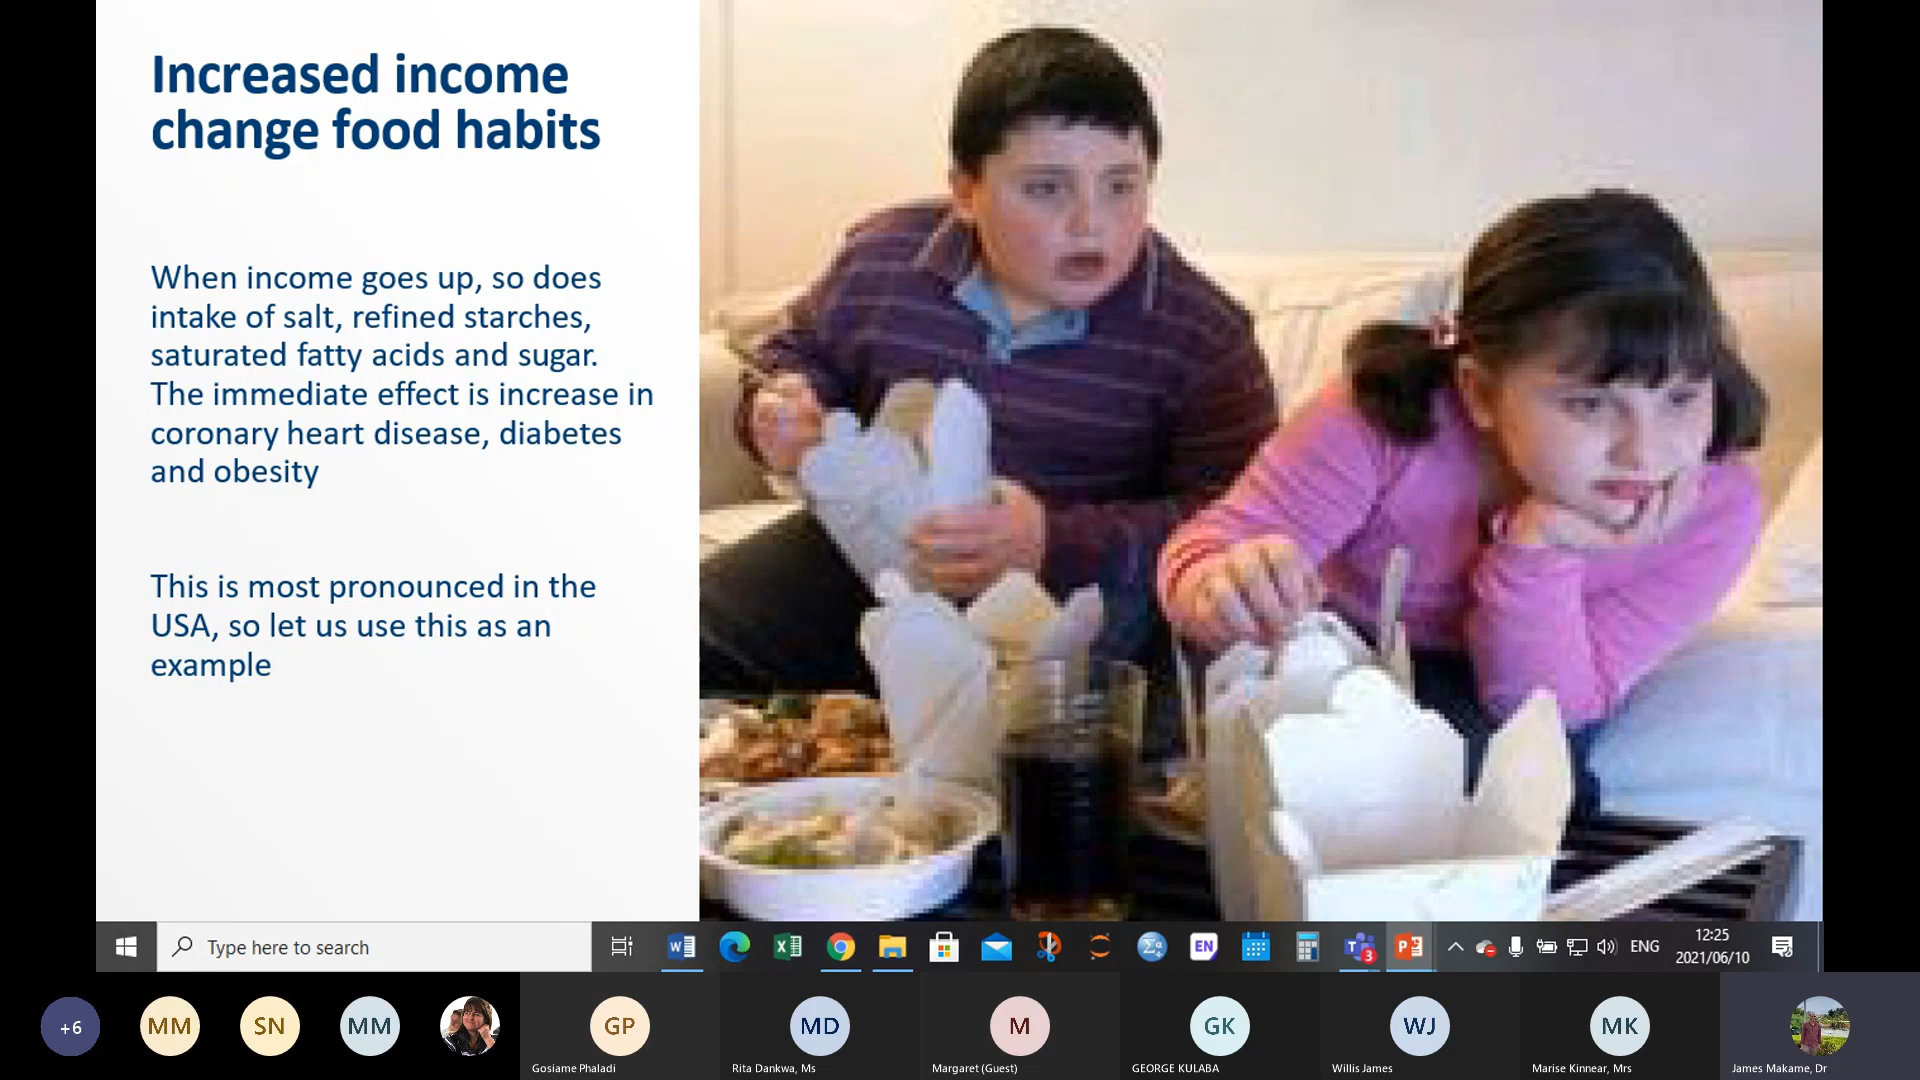 Increased income
change food habits
When income goes up, so does
intake of salt, refined starches,
saturated fatty acids and sugar.
The immediate effect is increase in
coronary heart disease, diabetes
and obesity
This is most pronounced in the
USA, so let us use this as an
example
Type here to search
EN
3
ENG
12:25
2021/06/10
+6
MM
SN
MM
GP
MD
M
GK
WJ
MK
Gosiame Phaladi
Rita Dankwa, Ms
Margaret (Guest)
GEORGE KULABA
Willis James
Marise Kinnear, Mrs
James Makame, Dr